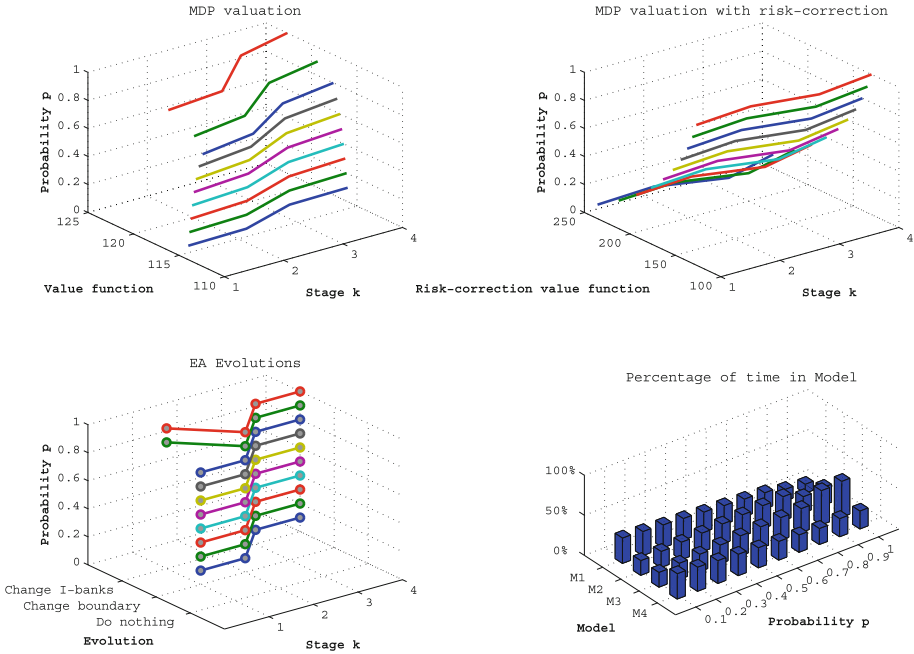 MDP valuation
1
0.8
0.6
0.4
0.2
0
Probability p
125
120
115
110
Value function
1
2
3
4
Stage k
MDP valuation with risk-correction
1
0.8
0.6
0.4
0.2
0
Probability p
250
200
150
100
Risk-correction value function
1
2
3
4
Stage k
EA Evolutions
1
0.8
0.6
0.4
0.2
0
Probability p
Change I-banks
Change boundary
Do nothing
Evolution
1
2
3
4
Stage k
Percentage of time in Model
100%
50%
0%
M1
M2
M3
M4
Model
0.1
0.2
0.3
0.4
0.5
0.6
0.7
0.8
0.9
1
Probability p